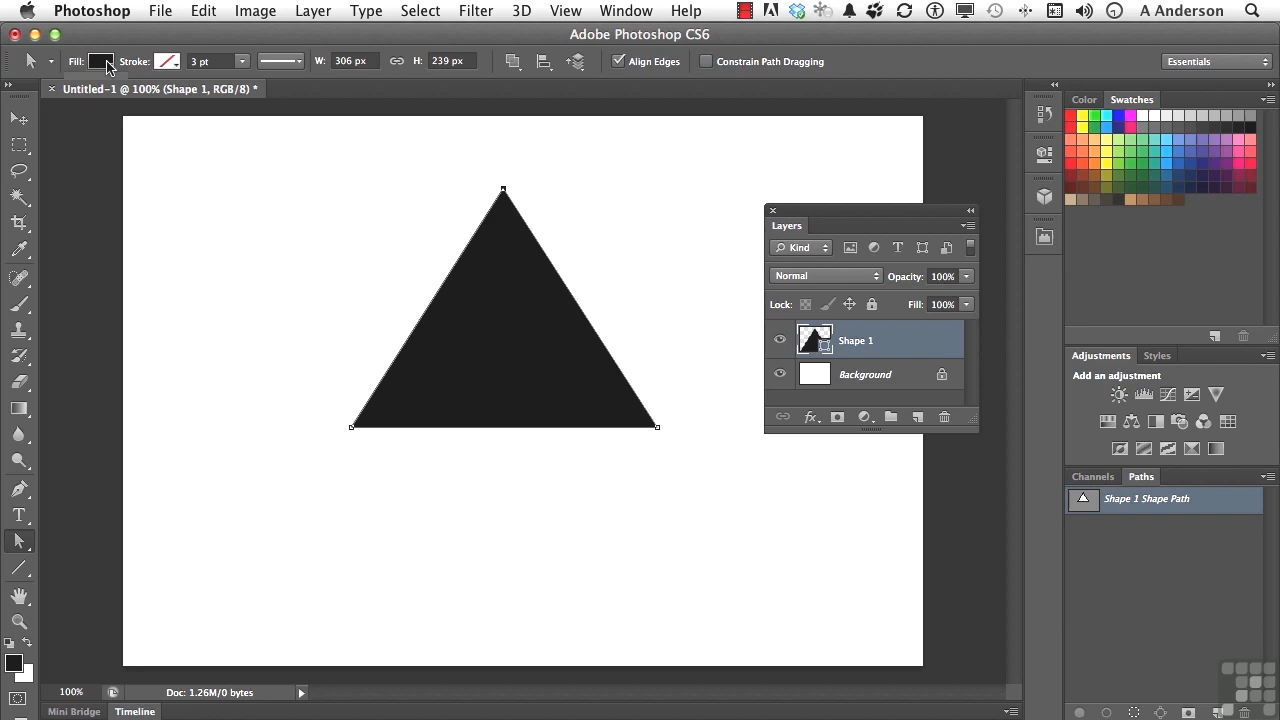 Photoshop File Edit Image Layer Type Select Filter 3D View Window Help A Anderson
Adobe Photoshop CS6
Fill: Stroke: 3 pt W: 306 px H: 239 px Align Edges Constrain Path Dragging Essentials
Untitled-1 @ 100% (Shape 1, RGB/8) *
Color Swatches
Layers
Kind
Normal Opacity: 100%
Lock: Fill: 100%
Shape 1
Background
fx
Adjustments Styles
Add an adjustment
Channels Paths
Shape 1 Shape Path
100% Doc: 1.26M/0 bytes
Mini Bridge Timeline